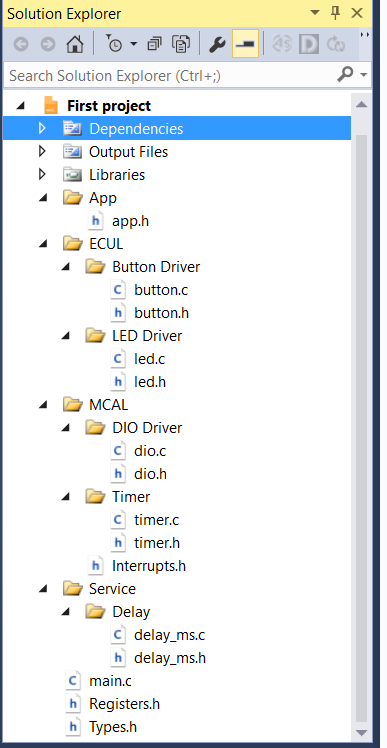 Solution Explorer
Search Solution Explorer (Ctrl+;)
First project
Dependencies
Output Files
Libraries
App
app.h
ECUL
Button Driver
button.c
button.h
LED Driver
led.c
led.h
MCAL
DIO Driver
dio.c
dio.h
Timer
timer.c
timer.h
Interrupts.h
Service
Delay
delay_ms.c
delay_ms.h
main.c
Registers.h
Types.h